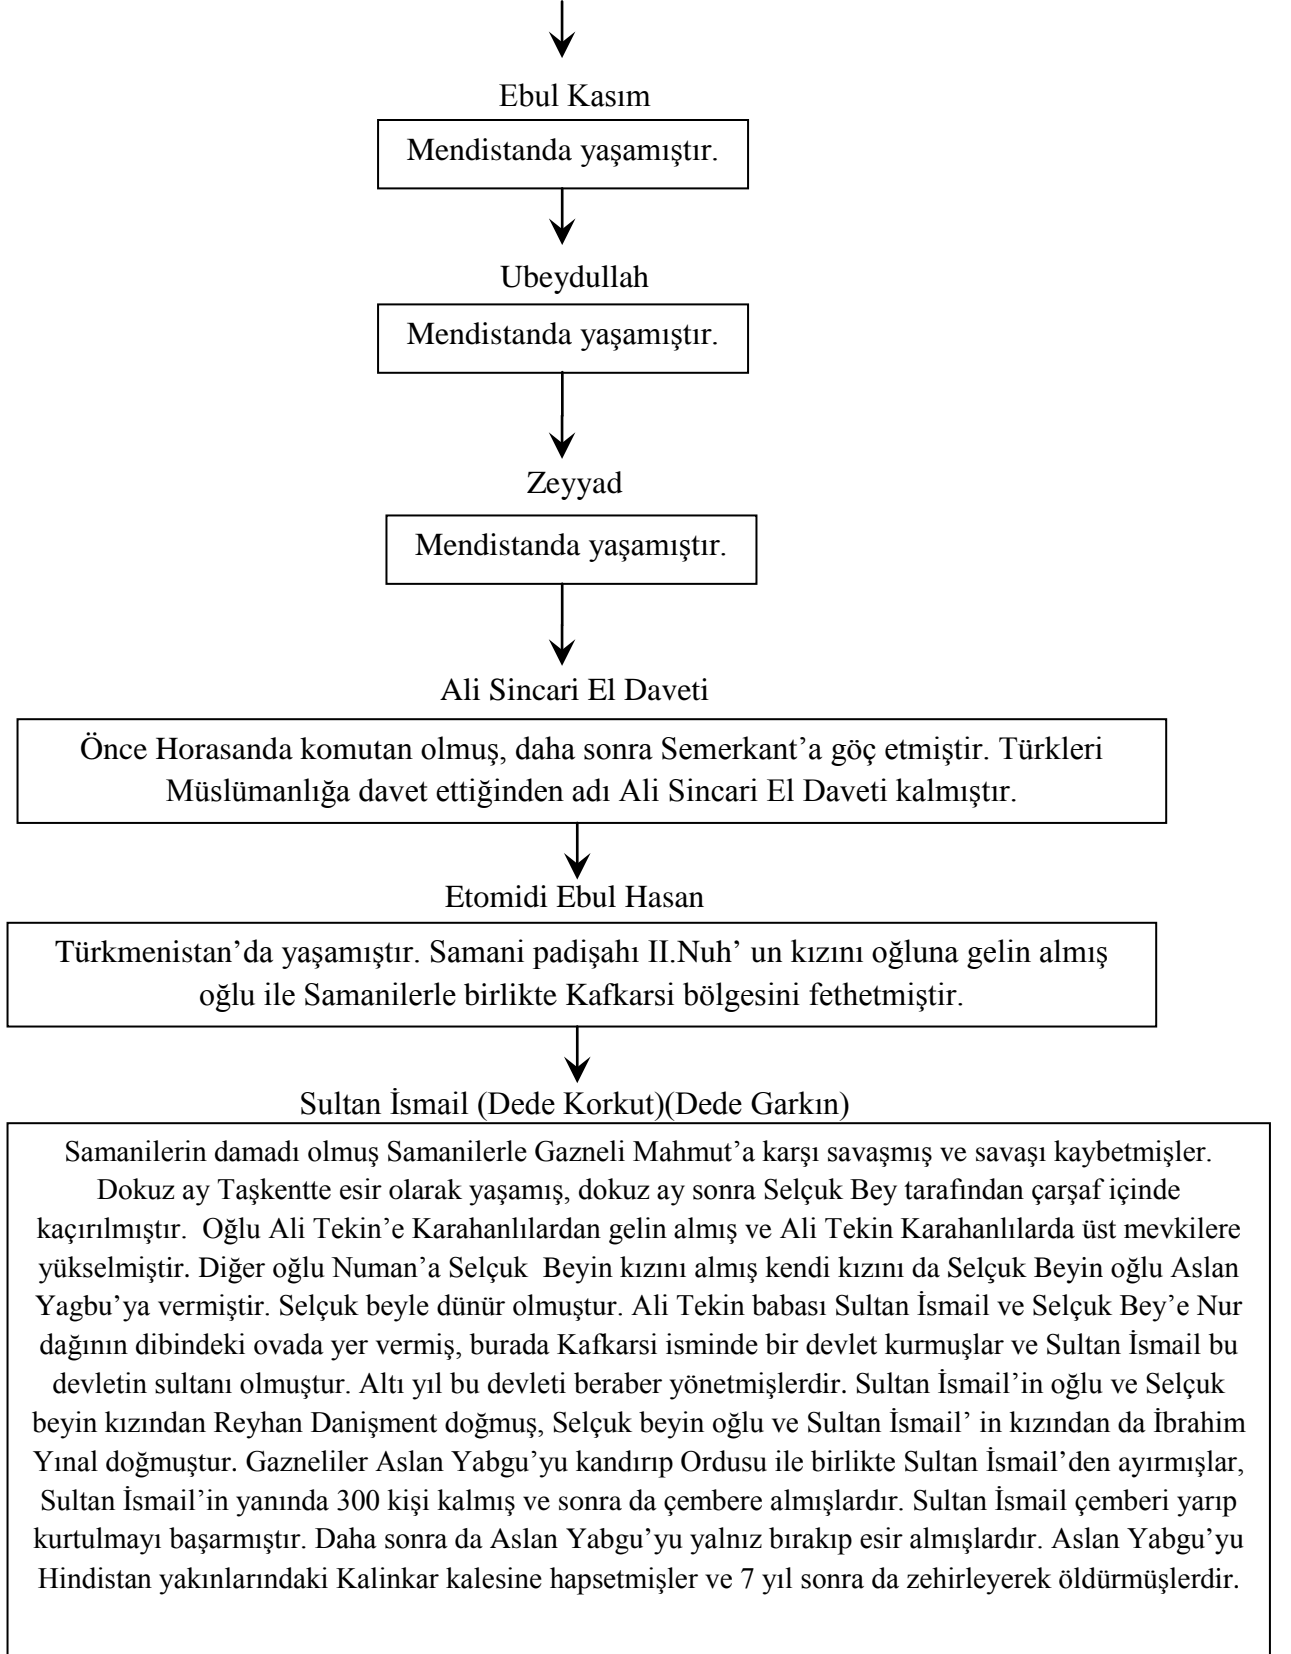 Ebul Kasım
Mendistanda yaşamıştır.
Ubeydullah
Mendistanda yaşamıştır.
Zeyyad
Mendistanda yaşamıştır.
Ali Sincari El Daveti
Önce Horasanda komutan olmuş, daha sonra Semerkant’a göç etmiştir. Türkleri
Müslümanlığa davet ettiğinden adı Ali Sincari El Daveti kalmıştır.
Etomidi Ebul Hasan
Türkmenistan’da yaşamıştır. Samani padişahı II.Nuh’ un kızını oğluna gelin almış
oğlu ile Samanilerle birlikte Kafkarsi bölgesini fethetmiştir.
Sultan İsmail (Dede Korkut)(Dede Garkın)
Samanilerin damadı olmuş Samanilerle Gazneli Mahmut’a karşı savaşmış ve savaşı kaybetmişler.
Dokuz ay Taşkentte esir olarak yaşamış, dokuz ay sonra Selçuk Bey tarafından çarşaf içinde
kaçırılmıştır. Oğlu Ali Tekin’e Karahanlılardan gelin almış ve Ali Tekin Karahanlılarda üst mevkilere
yükselmiştir. Diğer oğlu Numan’a Selçuk Beyin kızını almış kendi kızını da Selçuk Beyin oğlu Aslan
Yagbu’ya vermiştir. Selçuk beyle dünür olmuştur. Ali Tekin babası Sultan İsmail ve Selçuk Bey’e Nur
dağının dibindeki ovada yer vermiş, burada Kafkarsi isminde bir devlet kurmuşlar ve Sultan İsmail bu
devletin sultanı olmuştur. Altı yıl bu devleti beraber yönetmişlerdir. Sultan İsmail’in oğlu ve Selçuk
beyin kızından Reyhan Danişment doğmuş, Selçuk beyin oğlu ve Sultan İsmail’ in kızından da İbrahim
Yınal doğmuştur. Gazneliler Aslan Yabgu’yu kandırıp Ordusu ile birlikte Sultan İsmail’den ayırmışlar,
Sultan İsmail’in yanında 300 kişi kalmış ve sonra da çembere almışlardır. Sultan İsmail çemberi yarıp
kurtulmayı başarmıştır. Daha sonra da Aslan Yabgu’yu yalnız bırakıp esir almışlardır. Aslan Yabgu’yu
Hindistan yakınlarındaki Kalinkar kalesine hapsetmişler ve 7 yıl sonra da zehirleyerek öldürmüşlerdir.